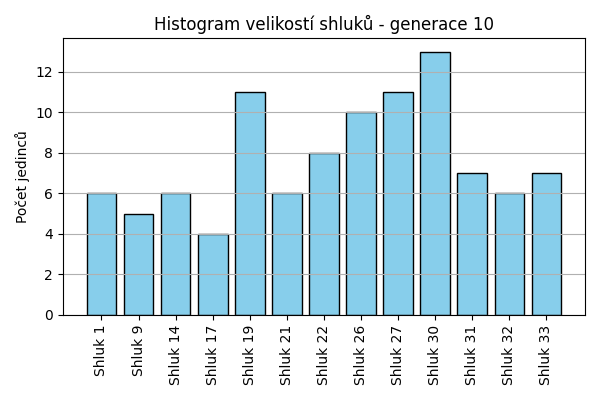 Histogram velikostí shluků - generace 10
Počet jedinců
12
10
8
6
4
2
0
Shluk 1
Shluk 9
Shluk 14
Shluk 17
Shluk 19
Shluk 21
Shluk 22
Shluk 26
Shluk 27
Shluk 30
Shluk 31
Shluk 32
Shluk 33